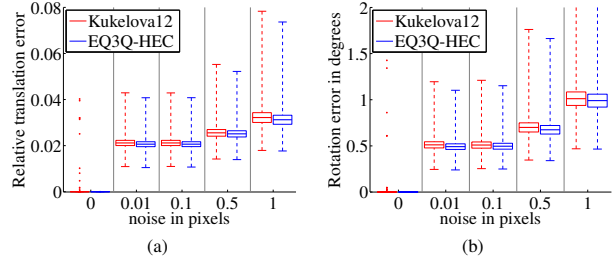 0.08
0.06
0.04
0.02
0
Relative translation error
Kukelova12
EQ3Q-HEC
0 0.01 0.1 0.5 1
noise in pixels
(a)
2
1.5
1
0.5
0
Rotation error in degrees
Kukelova12
EQ3Q-HEC
0 0.01 0.1 0.5 1
noise in pixels
(b)